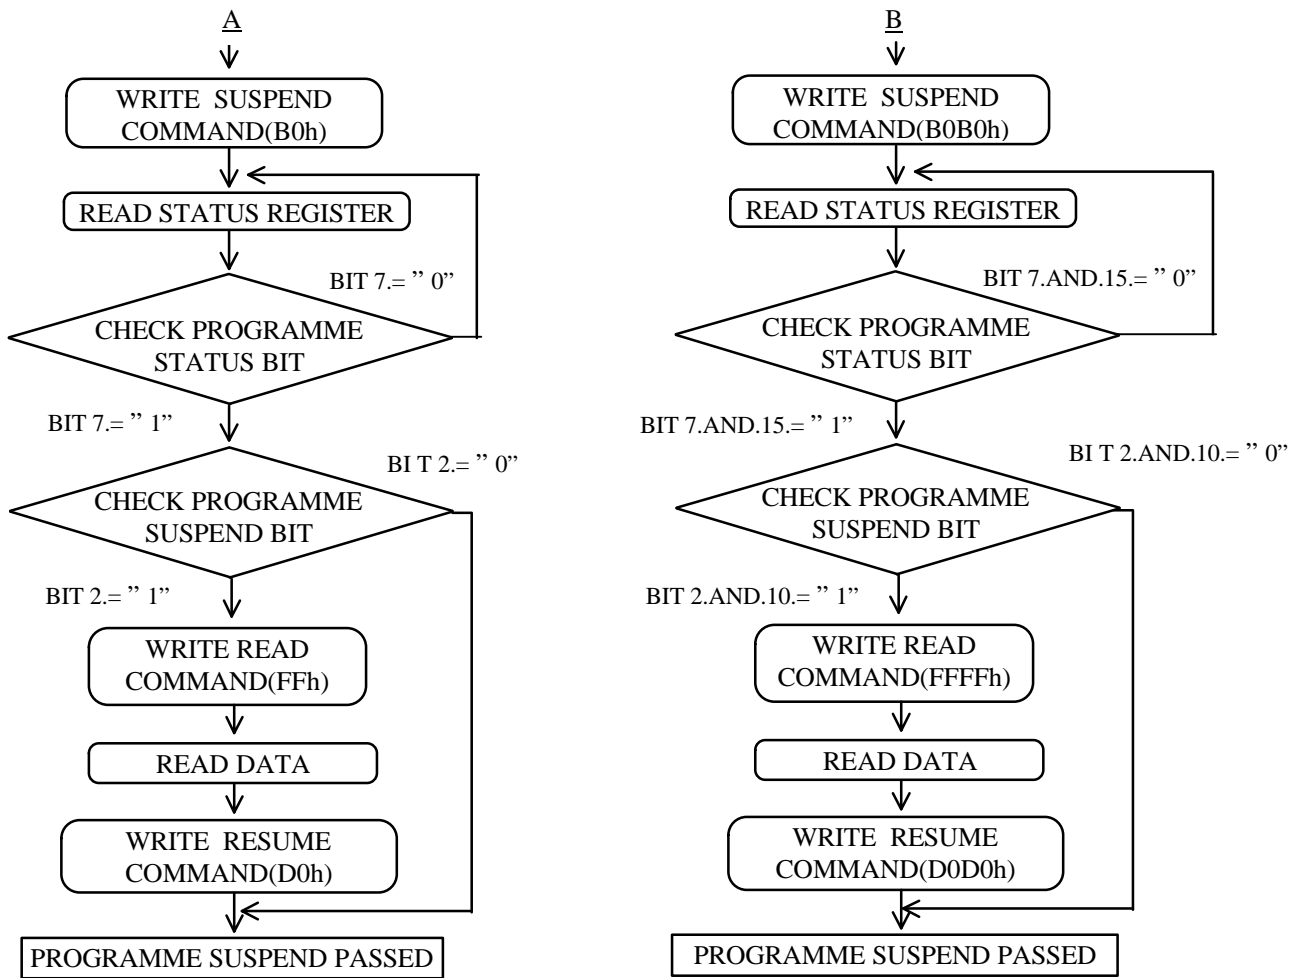 A
WRITE SUSPEND
COMMAND(B0h)
READ STATUS REGISTER
BIT 7.= ” 0”
CHECK PROGRAMME
STATUS BIT
BIT 7.= ” 1”
BI T 2.= ” 0”
CHECK PROGRAMME
SUSPEND BIT
BIT 2.= ” 1”
WRITE READ
COMMAND(FFh)
READ DATA
WRITE RESUME
COMMAND(D0h)
PROGRAMME SUSPEND PASSED
B
WRITE SUSPEND
COMMAND(B0B0h)
READ STATUS REGISTER
BIT 7.AND.15.= ” 0”
CHECK PROGRAMME
STATUS BIT
BIT 7.AND.15.= ” 1”
BI T 2.AND.10.= ” 0”
CHECK PROGRAMME
SUSPEND BIT
BIT 2.AND.10.= ” 1”
WRITE READ
COMMAND(FFFFh)
READ DATA
WRITE RESUME
COMMAND(D0D0h)
PROGRAMME SUSPEND PASSED